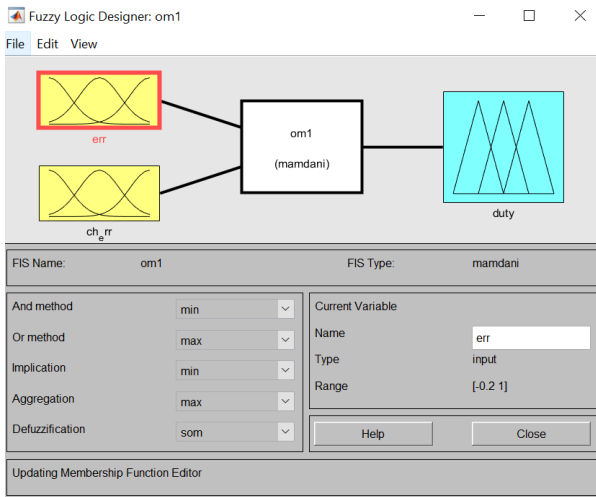 Fuzzy Logic Designer: om1
File Edit View
err
om1
(mamdani)
ch_err
duty
FIS Name: om1 FIS Type: mamdani
And method min
Or method max
Implication min
Aggregation max
Defuzzification som
Current Variable
Name err
Type input
Range [-0.2 1]
Help Close
Updating Membership Function Editor